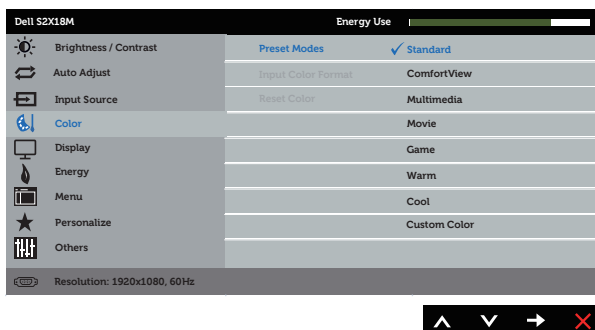 Dell S2X18M Energy Use
Brightness / Contrast Preset Modes Standard
Auto Adjust Input Color Format ComfortView
Input Source Reset Color Multimedia
Color Movie
Display Game
Energy Warm
Menu Cool
Personalize Custom Color
Others
Resolution: 1920x1080, 60Hz